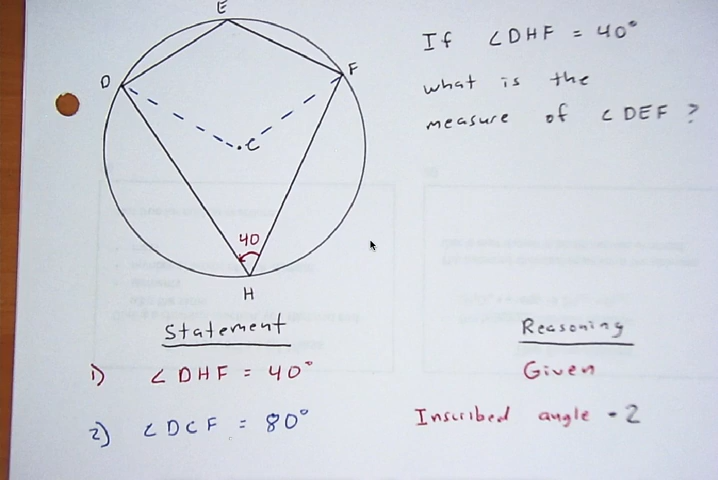 E
If ∠DHF = 40°
D
F
what is the
measure of ∠DEF ?
C
40
H
Statement
Reasoning
1) ∠DHF = 40°
Given
2) ∠DCF = 80°
Inscribed angle • 2